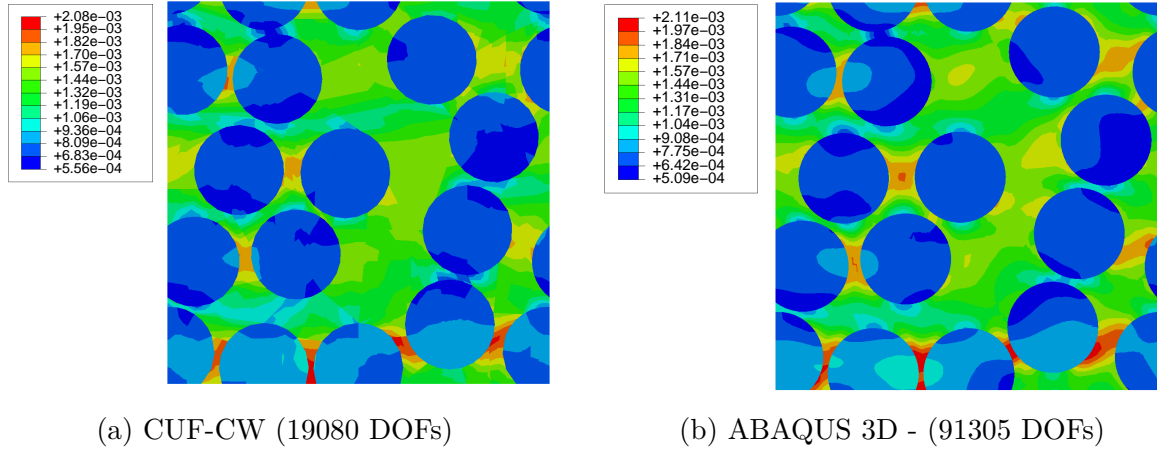 +2.08e−03
+1.95e−03
+1.82e−03
+1.70e−03
+1.57e−03
+1.44e−03
+1.32e−03
+1.19e−03
+1.06e−03
+9.36e−04
+8.09e−04
+6.83e−04
+5.56e−04
+2.11e−03
+1.97e−03
+1.84e−03
+1.71e−03
+1.57e−03
+1.44e−03
+1.31e−03
+1.17e−03
+1.04e−03
+9.08e−04
+7.75e−04
+6.42e−04
+5.09e−04
(a) CUF-CW (19080 DOFs)
(b) ABAQUS 3D - (91305 DOFs)